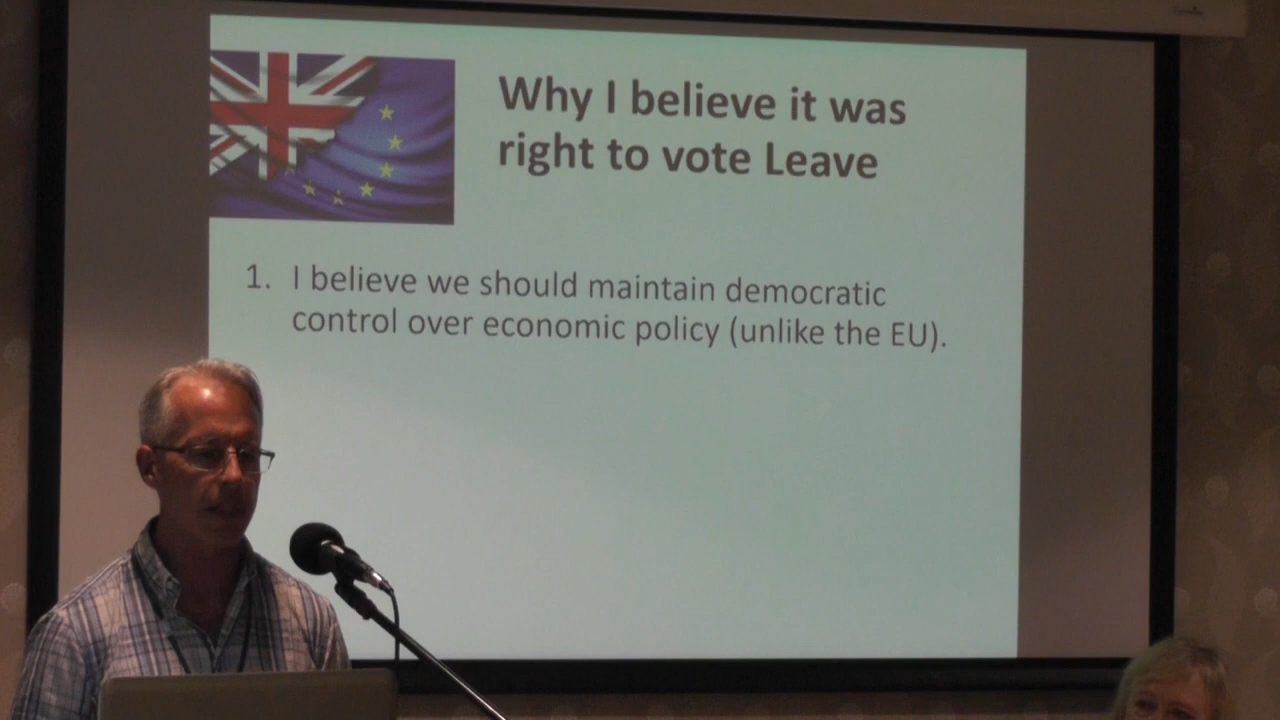 Why I believe it was
right to vote Leave
1. I believe we should maintain democratic
control over economic policy (unlike the EU).